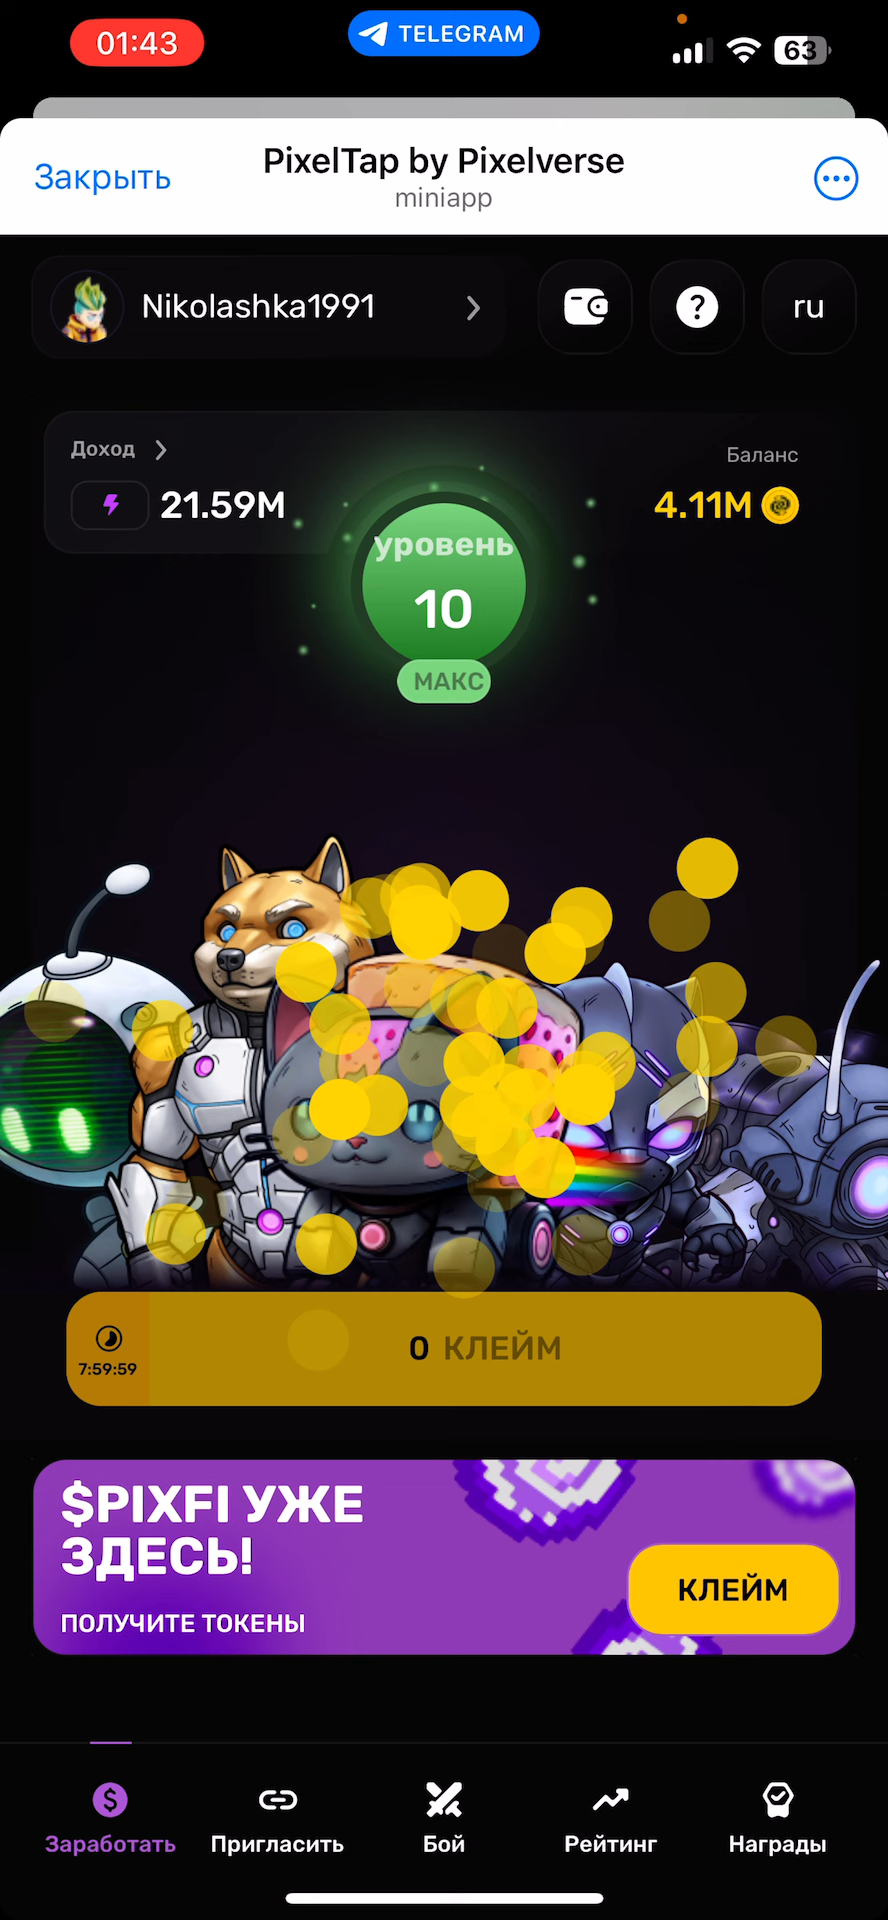 01:43
TELEGRAM
63
Закрыть
PixelTap by Pixelverse
miniapp
Nikolashka1991
?
ru
Доход
Баланс
21.59M
4.11M
уровень
10
МАКС
7:59:59
0 КЛЕЙМ
$PIXFI УЖЕ
ЗДЕСЬ!
ПОЛУЧИТЕ ТОКЕНЫ
КЛЕЙМ
$
Заработать
Пригласить
Бой
Рейтинг
Награды